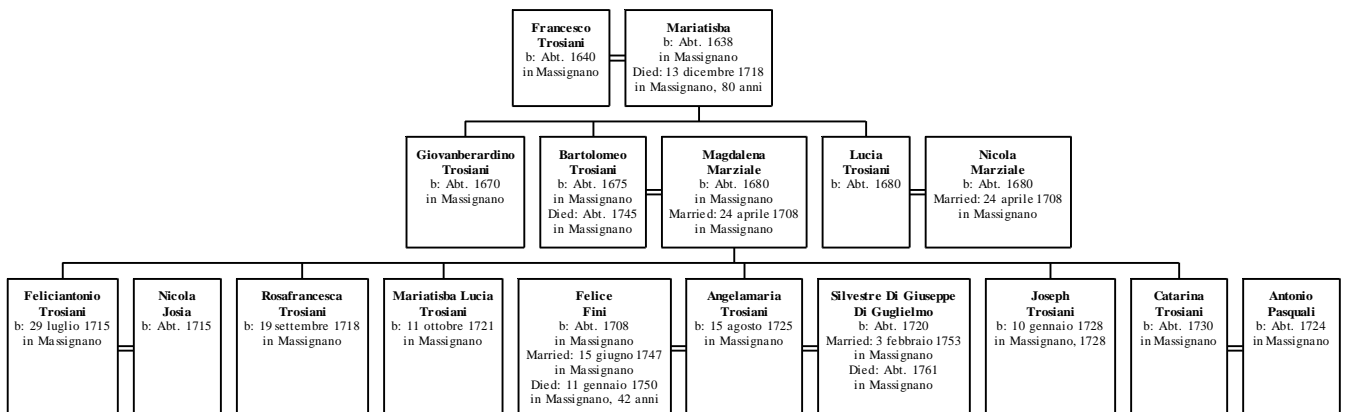 Francesco
Trosiani
b: Abt. 1640
in Massignano
Mariatisba
b: Abt. 1638
in Massignano
Died: 13 dicembre 1718
in Massignano, 80 anni
Giovanberardino
Trosiani
b: Abt. 1670
in Massignano
Bartolomeo
Trosiani
b: Abt. 1675
in Massignano
Died: Abt. 1745
in Massignano
Magdalena
Marziale
b: Abt. 1680
in Massignano
Married: 24 aprile 1708
in Massignano
Lucia
Trosiani
b: Abt. 1680
Nicola
Marziale
b: Abt. 1680
Married: 24 aprile 1708
in Massignano
Feliciantonio
Trosiani
b: 29 luglio 1715
in Massignano
Nicola
Josia
b: Abt. 1715
Rosafrancesca
Trosiani
b: 19 settembre 1718
in Massignano
Mariatisba Lucia
Trosiani
b: 11 ottobre 1721
in Massignano
Felice
Fini
b: Abt. 1708
in Massignano
Married: 15 giugno 1747
in Massignano
Died: 11 gennaio 1750
in Massignano, 42 anni
Angelamaria
Trosiani
b: 15 agosto 1725
in Massignano
Silvestre Di Giuseppe
Di Guglielmo
b: Abt. 1720
Married: 3 febbraio 1753
in Massignano
Died: Abt. 1761
in Massignano
Joseph
Trosiani
b: 10 gennaio 1728
in Massignano, 1728
Catarina
Trosiani
b: Abt. 1730
in Massignano
Antonio
Pasquali
b: Abt. 1724
in Massignano